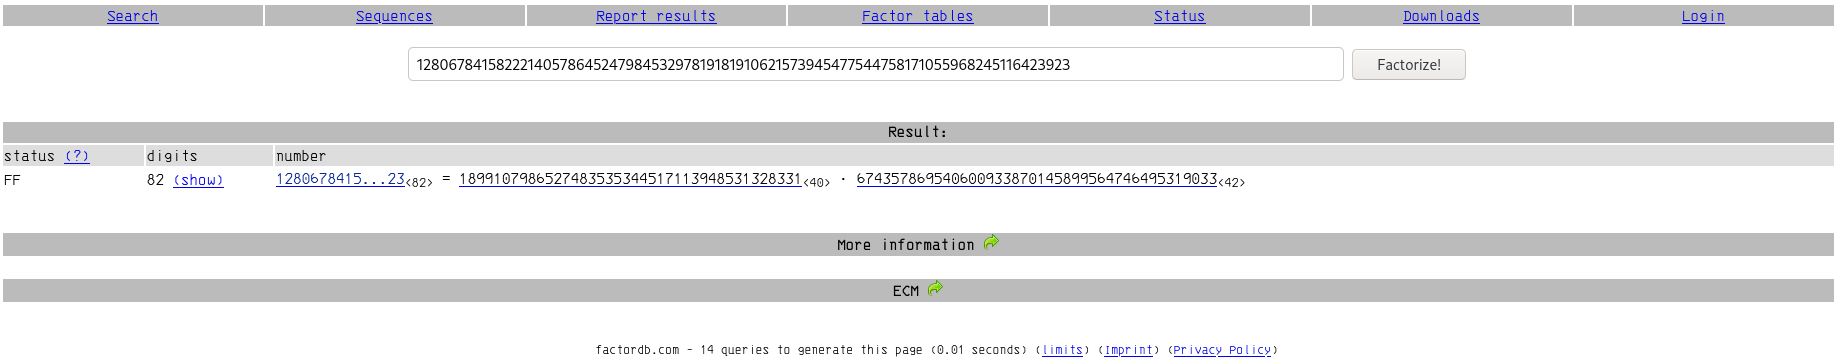 Search Sequences Report results Factor tables Status Downloads Login
1280678415822214057864524798453297819181910621573945477544758171055968245116423923 Factorize!
Result:
status (?) digits number
FF 82 (show) 1280678415...23<82> = 1899107986527483535344517113948531328331<40> · 674357869540600933870145899564746495319033<42>
More information
ECM
factordb.com - 14 queries to generate this page (0.01 seconds) (limits) (Imprint) (Privacy Policy)